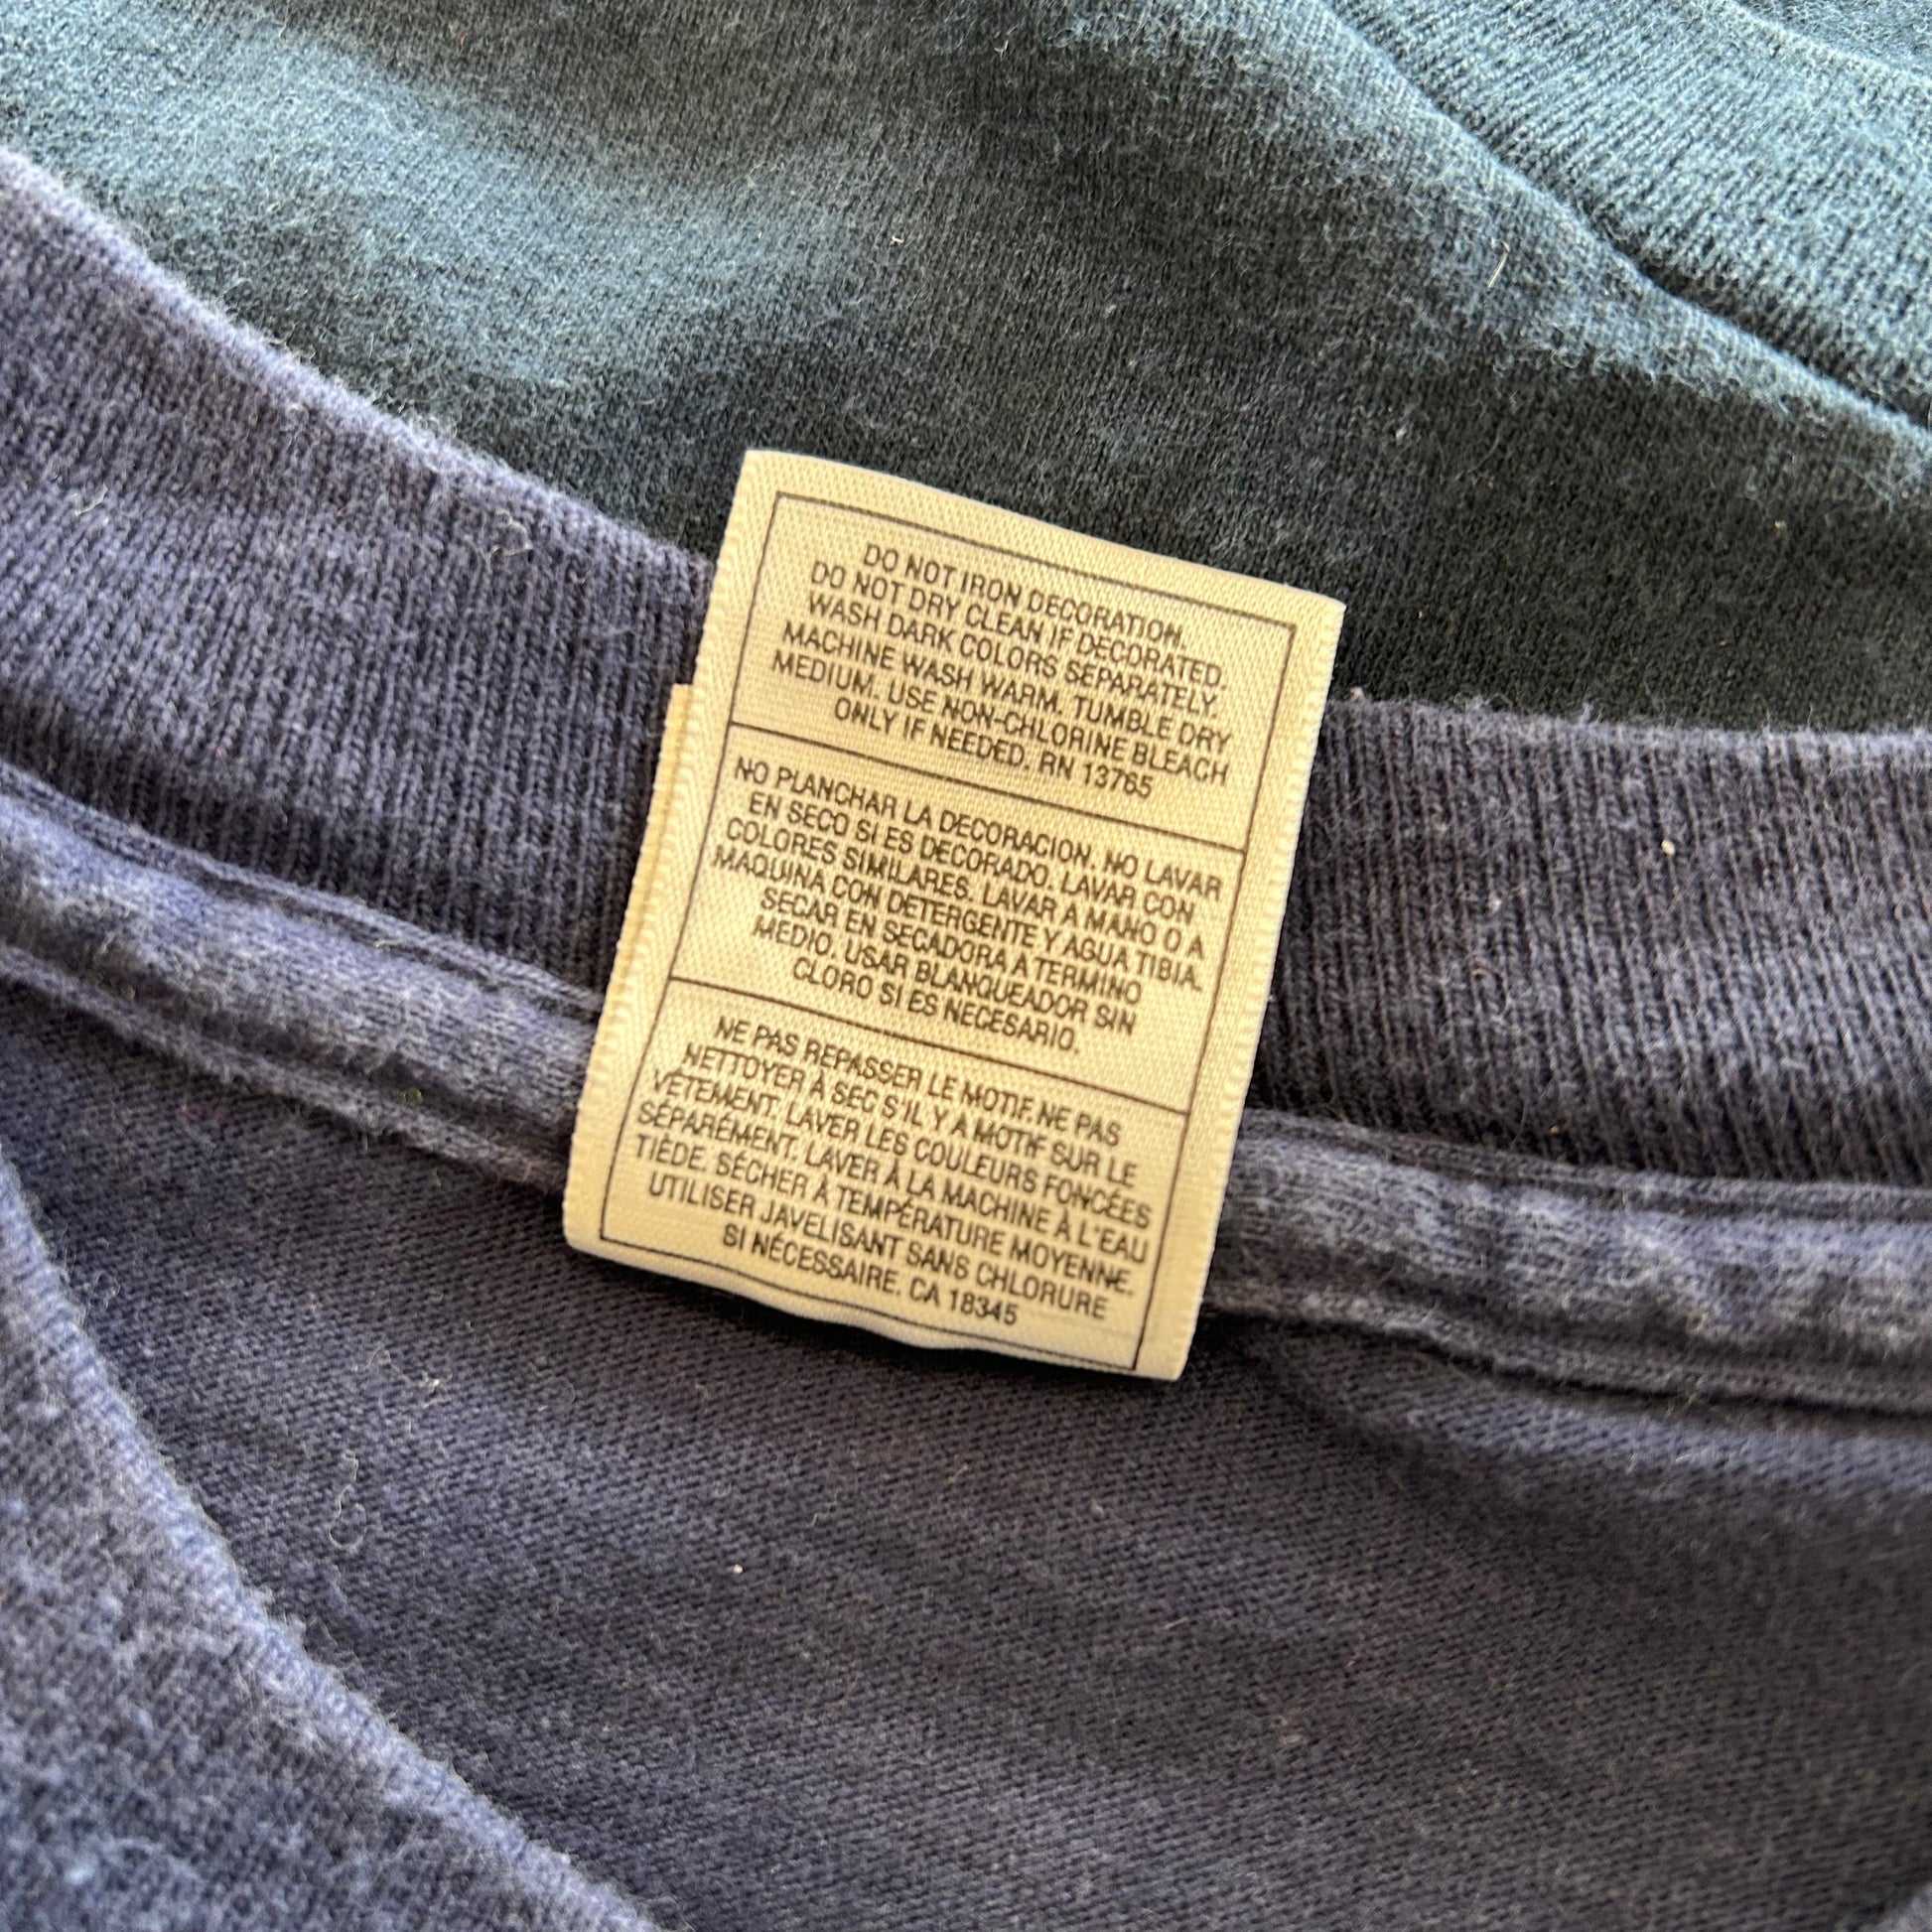 DO NOT IRON DECORATION.
DO NOT DRY CLEAN IF DECORATED.
WASH DARK COLORS SEPARATELY.
MACHINE WASH WARM. TUMBLE DRY
MEDIUM. USE NON-CHLORINE BLEACH
ONLY IF NEEDED. RN 13765
NO PLANCHAR LA DECORACION. NO LAVAR
EN SECO SI ES DECORADO. LAVAR CON
COLORES SIMILARES. LAVAR A MANO O A
MAQUINA CON DETERGENTE Y AGUA TIBIA.
SECAR EN SECADORA A TERMINO
MEDIO. USAR BLANQUEADOR SIN
CLORO SI ES NECESARIO.
NE PAS REPASSER LE MOTIF. NE PAS
NETTOYER À SEC S'IL Y A MOTIF SUR LE
VÊTEMENT. LAVER LES COULEURS FONCÉES
SÉPARÉMENT. LAVER À LA MACHINE À L'EAU
TIÈDE. SÉCHER À TEMPÉRATURE MOYENNE.
UTILISER JAVELISANT SANS CHLORURE
SI NÉCESSAIRE. CA 18345